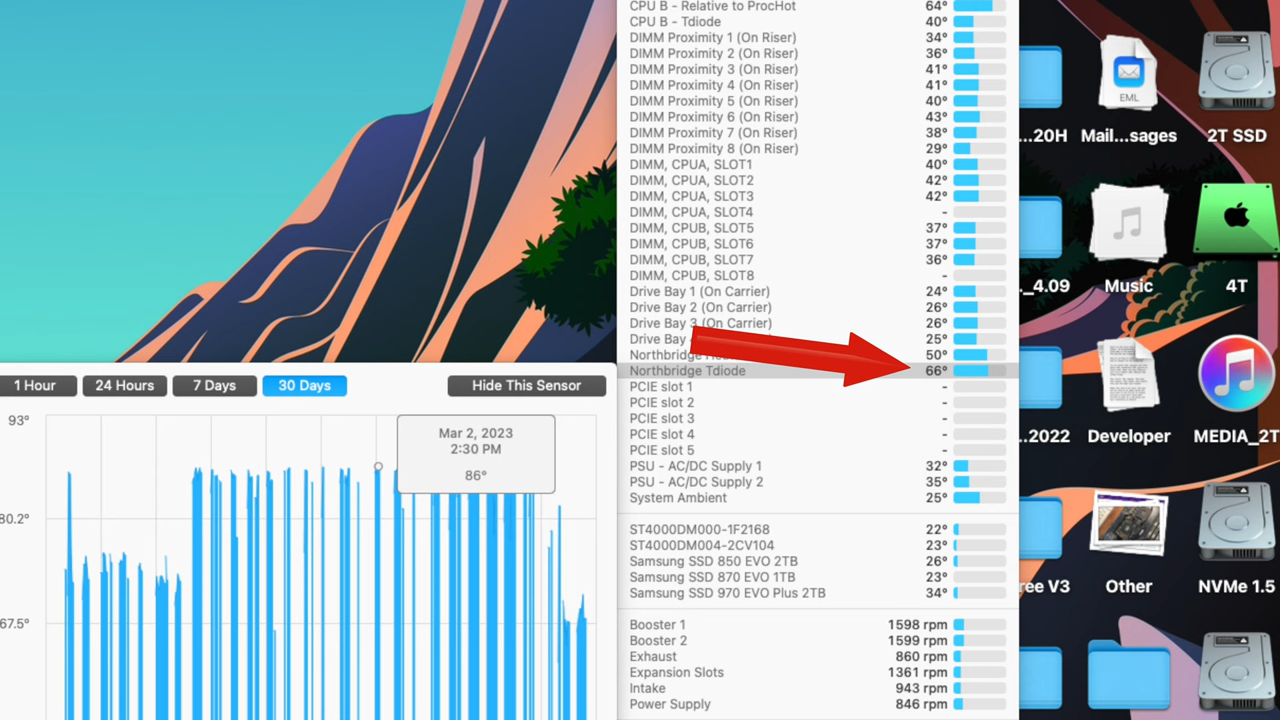 CPU B - Relative to ProcHot 64°
CPU B - Tdiode 40°
DIMM Proximity 1 (On Riser) 34°
DIMM Proximity 2 (On Riser) 36°
DIMM Proximity 3 (On Riser) 41°
DIMM Proximity 4 (On Riser) 41°
DIMM Proximity 5 (On Riser) 40°
DIMM Proximity 6 (On Riser) 43°
DIMM Proximity 7 (On Riser) 38°
DIMM Proximity 8 (On Riser) 29°
DIMM, CPUA, SLOT1 40°
DIMM, CPUA, SLOT2 42°
DIMM, CPUA, SLOT3 42°
DIMM, CPUA, SLOT4 -
DIMM, CPUB, SLOT5 37°
DIMM, CPUB, SLOT6 37°
DIMM, CPUB, SLOT7 36°
DIMM, CPUB, SLOT8 -
Drive Bay 1 (On Carrier) 24°
Drive Bay 2 (On Carrier) 26°
Drive Bay 3 (On Carrier) 26°
Drive Bay 25°
Northbridge 50°
Northbridge Tdiode 66°
PCIE slot 1 -
PCIE slot 2 -
PCIE slot 3 -
PCIE slot 4 -
PCIE slot 5 -
PSU - AC/DC Supply 1 32°
PSU - AC/DC Supply 2 35°
System Ambient 25°
ST4000DM000-1F2168 22°
ST4000DM004-2CV104 23°
Samsung SSD 850 EVO 2TB 26°
Samsung SSD 870 EVO 1TB 23°
Samsung SSD 970 EVO Plus 2TB 34°
Booster 1 1598 rpm
Booster 2 1599 rpm
Exhaust 860 rpm
Expansion Slots 1361 rpm
Intake 943 rpm
Power Supply 846 rpm
1 Hour 24 Hours 7 Days 30 Days Hide This Sensor
93°
Mar 2, 2023
2:30 PM
86°
80.2°
67.5°
EML
...20H Mail...sages 2T SSD
._4.09 Music 4T
..2022 Developer MEDIA_2T
ree V3 Other NVMe 1.5